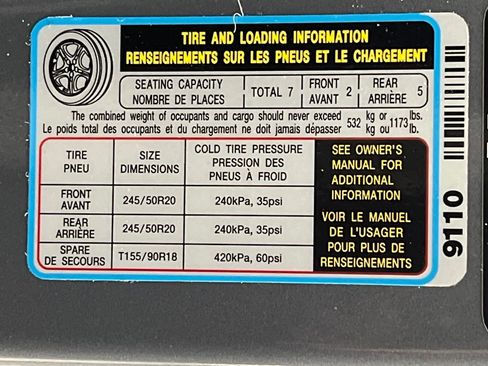 TIRE AND LOADING INFORMATION
RENSEIGNEMENTS SUR LES PNEUS ET LE CHARGEMENT
SEATING CAPACITY
NOMBRE DE PLACES
TOTAL 7
FRONT
AVANT 2
REAR
ARRIÈRE 5
The combined weight of occupants and cargo should never exceed 532 kg or 1173 lbs.
Le poids total des occupants et du chargement ne doit jamais dépasser 532 kg ou 1173 lb.
TIRE
PNEU
SIZE
DIMENSIONS
COLD TIRE PRESSURE
PRESSION DES
PNEUS À FROID
FRONT
AVANT
245/50R20
240kPa, 35psi
REAR
ARRIÈRE
245/50R20
240kPa, 35psi
SPARE
DE SECOURS
T155/90R18
420kPa, 60psi
SEE OWNER'S
MANUAL FOR
ADDITIONAL
INFORMATION
VOIR LE MANUEL
DE L'USAGER
POUR PLUS DE
RENSEIGNEMENTS
9110